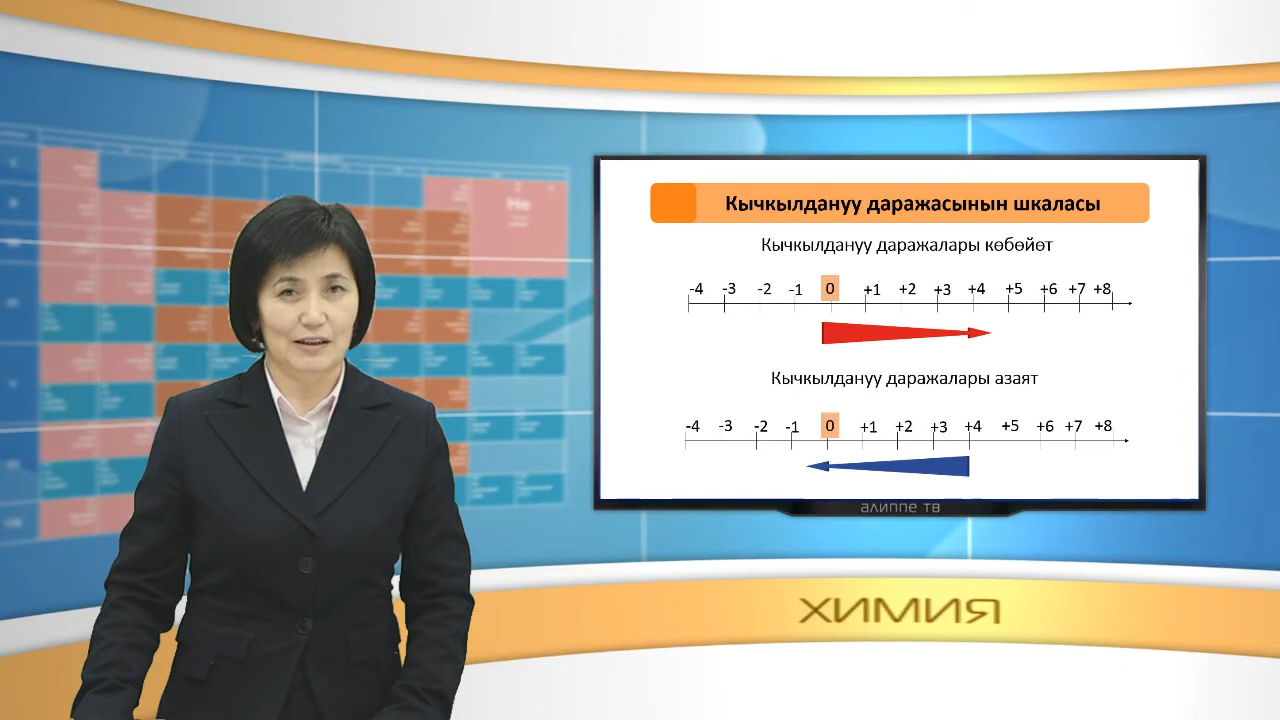 He
Кычкылдануу даражасынын шкаласы
Кычкылдануу даражалары көбөйөт
-4 -3 -2 -1 0 +1 +2 +3 +4 +5 +6 +7 +8
Кычкылдануу даражалары азаят
-4 -3 -2 -1 0 +1 +2 +3 +4 +5 +6 +7 +8
алиппе тв
ХИМИЯ